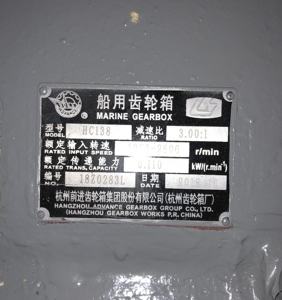 船用齿轮箱
MARINE GEARBOX
型号 HC138 减速比 3.00:1
MODEL
额定输入转速 r/min
RATED INPUT SPEED
额定传递能力 0.110 kW/(r.min⁻¹)
RATED TRANS. CAPACITY
编号 日期
杭州前进齿轮箱集团股份有限公司(杭州齿轮箱厂)
HANGZHOU ADVANCE GEARBOX GROUP CO., LTD.
(HANGZHOU GEARBOX WORKS P.R. CHINA)